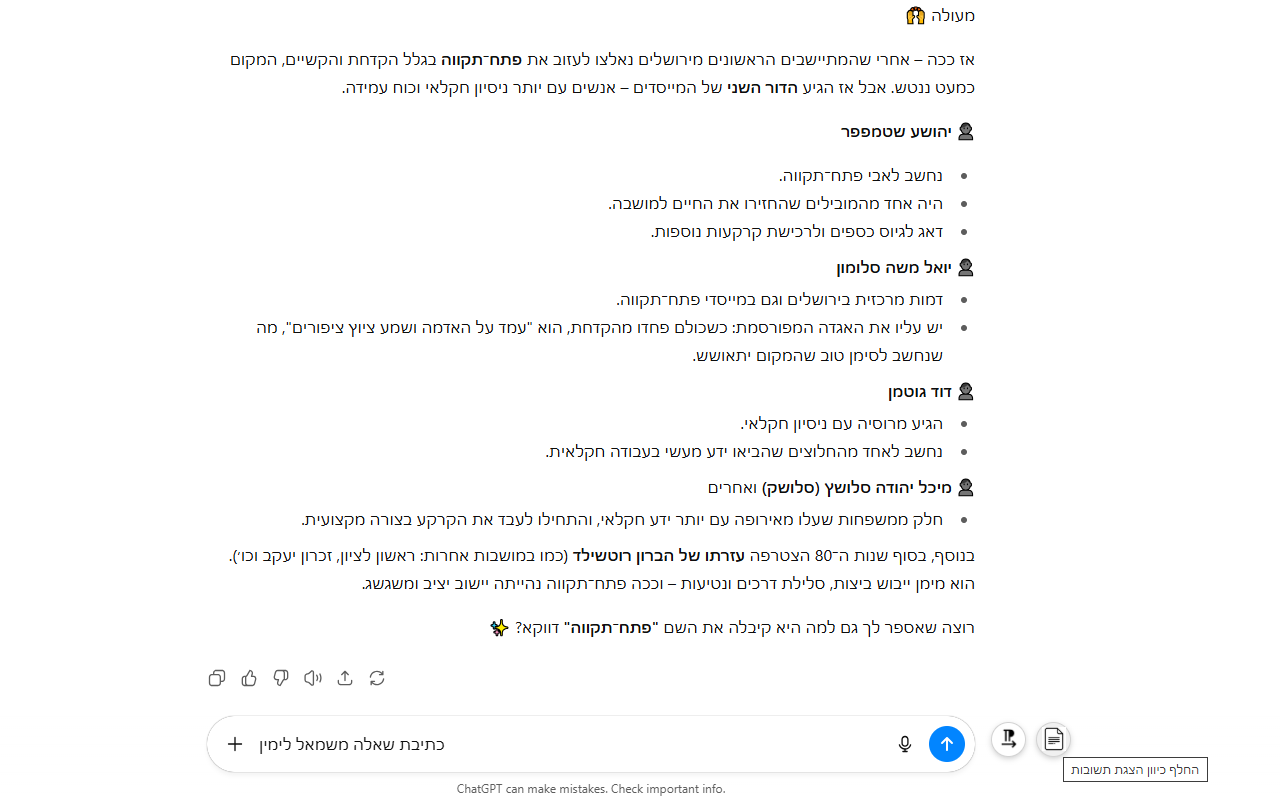 מעולה 🙌
אז ככה – אחרי שהמתיישבים הראשונים מירושלים נאלצו לעזוב את פתח־תקווה בגלל הקדחת והקשיים, המקום
כמעט ננטש. אבל אז הגיע הדור השני של המייסדים – אנשים עם יותר ניסיון חקלאי וכוח עמידה.
👤 יהושע שטמפפר
• נחשב לאבי פתח־תקווה.
• היה אחד מהמובילים שהחזירו את החיים למושבה.
• דאג לגיוס כספים ולרכישת קרקעות נוספות.
👤 יואל משה סלומון
• דמות מרכזית בירושלים וגם במייסדי פתח־תקווה.
• יש עליו את האגדה המפורסמת: כשכולם פחדו מהקדחת, הוא "עמד על האדמה ושמע ציוץ ציפורים", מה
שנחשב לסימן טוב שהמקום יתאושש.
👤 דוד גוטמן
• הגיע מרוסיה עם ניסיון חקלאי.
• נחשב לאחד מהחלוצים שהביאו ידע מעשי בעבודה חקלאית.
👤 מיכל יהודה סלושץ (סלושק) ואחרים
• חלק ממשפחות שעלו מאירופה עם יותר ידע חקלאי, והתחילו לעבד את הקרקע בצורה מקצועית.
בנוסף, בסוף שנות ה־80 הצטרפה עזרתו של הברון רוטשילד (כמו במושבות אחרות: ראשון לציון, זכרון יעקב וכו׳).
הוא מימן ייבוש ביצות, סלילת דרכים ונטיעות – וככה פתח־תקווה נהייתה יישוב יציב ומשגשג.
רוצה שאספר לך גם למה היא קיבלה את השם "פתח־תקווה" דווקא? ✨
כתיבת שאלה משמאל לימין
החלף כיוון הצגת תשובות
ChatGPT can make mistakes. Check important info.